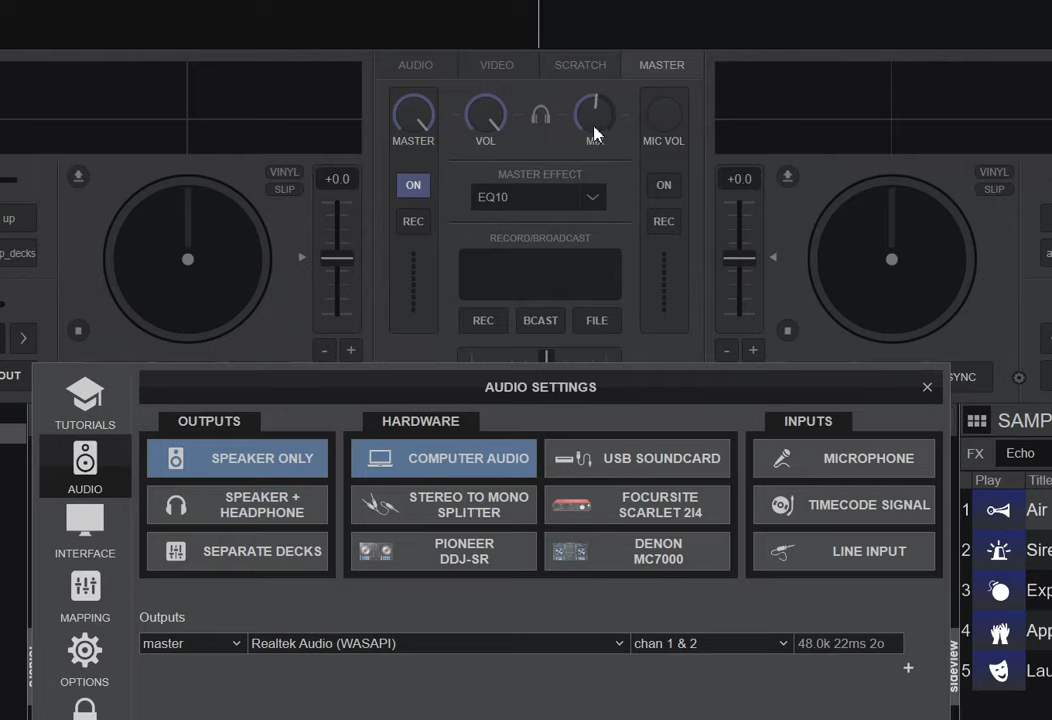 AUDIO VIDEO SCRATCH MASTER
MASTER VOL MIX MIC VOL
VINYL
SLIP
+0.0
ON
REC
MASTER EFFECT
EQ10
ON
REC
+0.0
VINYL
SLIP
up
p_decks
RECORD/BROADCAST
REC BCAST FILE
- +
- +
OUT
SYNC
AUDIO SETTINGS
TUTORIALS
AUDIO
INTERFACE
MAPPING
OPTIONS
OUTPUTS
SPEAKER ONLY
SPEAKER +
HEADPHONE
SEPARATE DECKS
HARDWARE
COMPUTER AUDIO
USB SOUNDCARD
STEREO TO MONO
SPLITTER
FOCURSITE
SCARLET 2I4
PIONEER
DDJ-SR
DENON
MC7000
INPUTS
MICROPHONE
TIMECODE SIGNAL
LINE INPUT
Outputs
master Realtek Audio (WASAPI) chan 1 & 2 48.0k 22ms 2o
+
sideview
SAMP
FX Echo
Play Title
1 Air
2 Sire
3 Exp
4 App
5 Lau